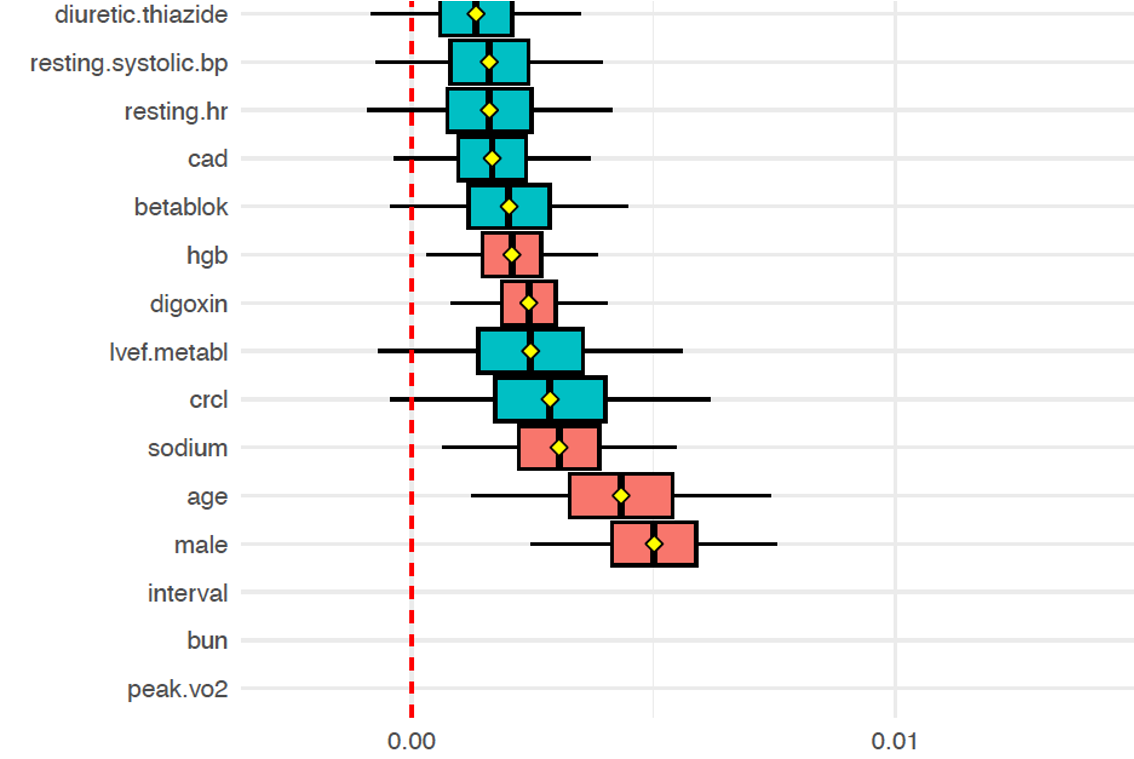 diuretic.thiazide
resting.systolic.bp
resting.hr
cad
betablok
hgb
digoxin
lvef.metabl
crcl
sodium
age
male
interval
bun
peak.vo2
0.00 0.01